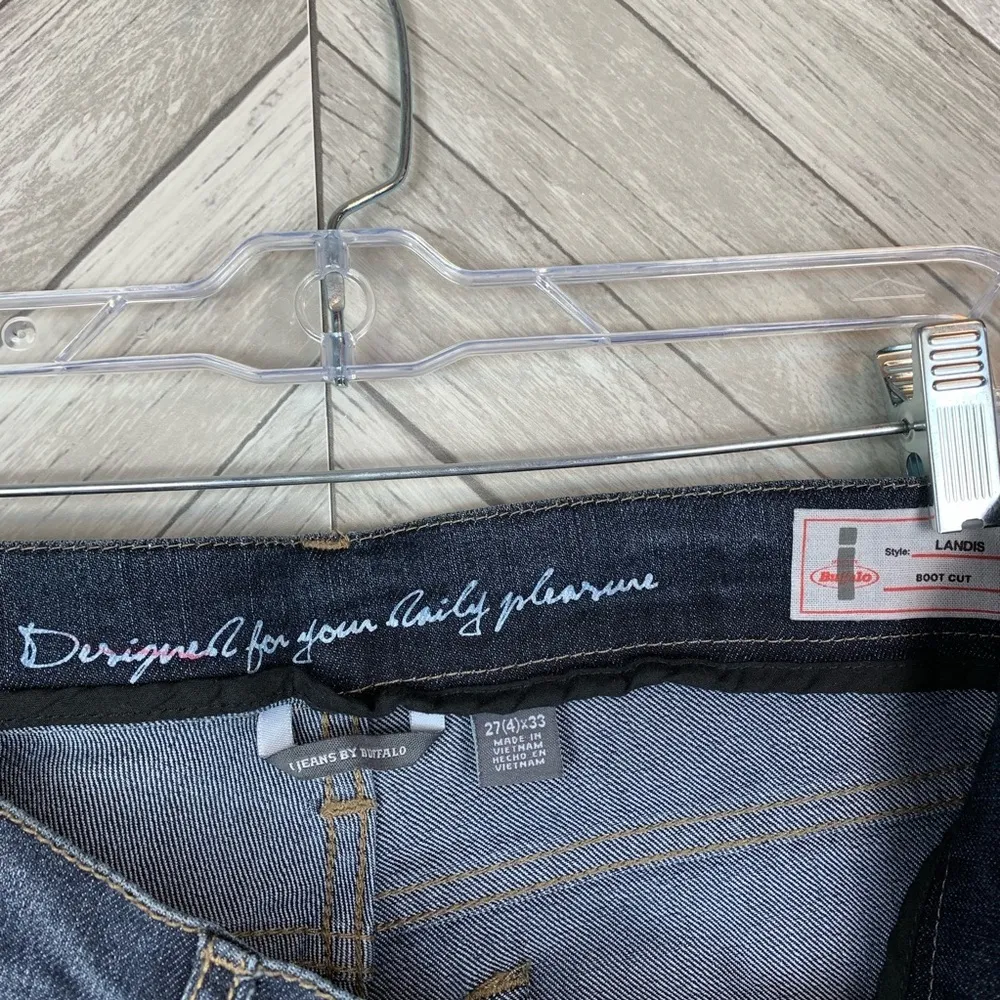 Designed for your daily pleasure
Style: LANDIS
Buffalo
BOOT CUT
I JEANS BY BUFFALO
27(4)x33
MADE IN
VIETNAM
HECHO EN
VIETNAM